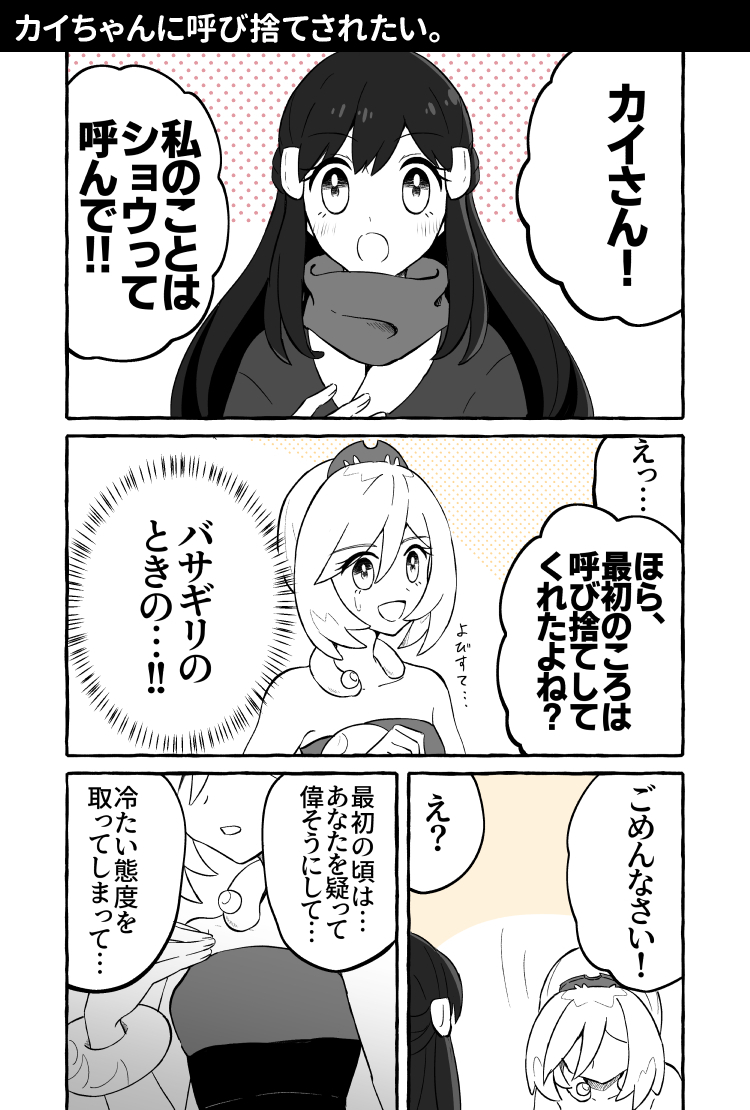 カイちゃんに呼び捨てされたい。
カイさん!
私のことは
ショウって
呼んで!!
えっ…
ほら、
最初のころは
呼び捨てして
くれたよね?
よびすて…
バサギリの
ときの…!!
ごめんなさい!
え?
最初の頃は…
あなたを疑って
偉そうにして…
冷たい態度を
取ってしまって…